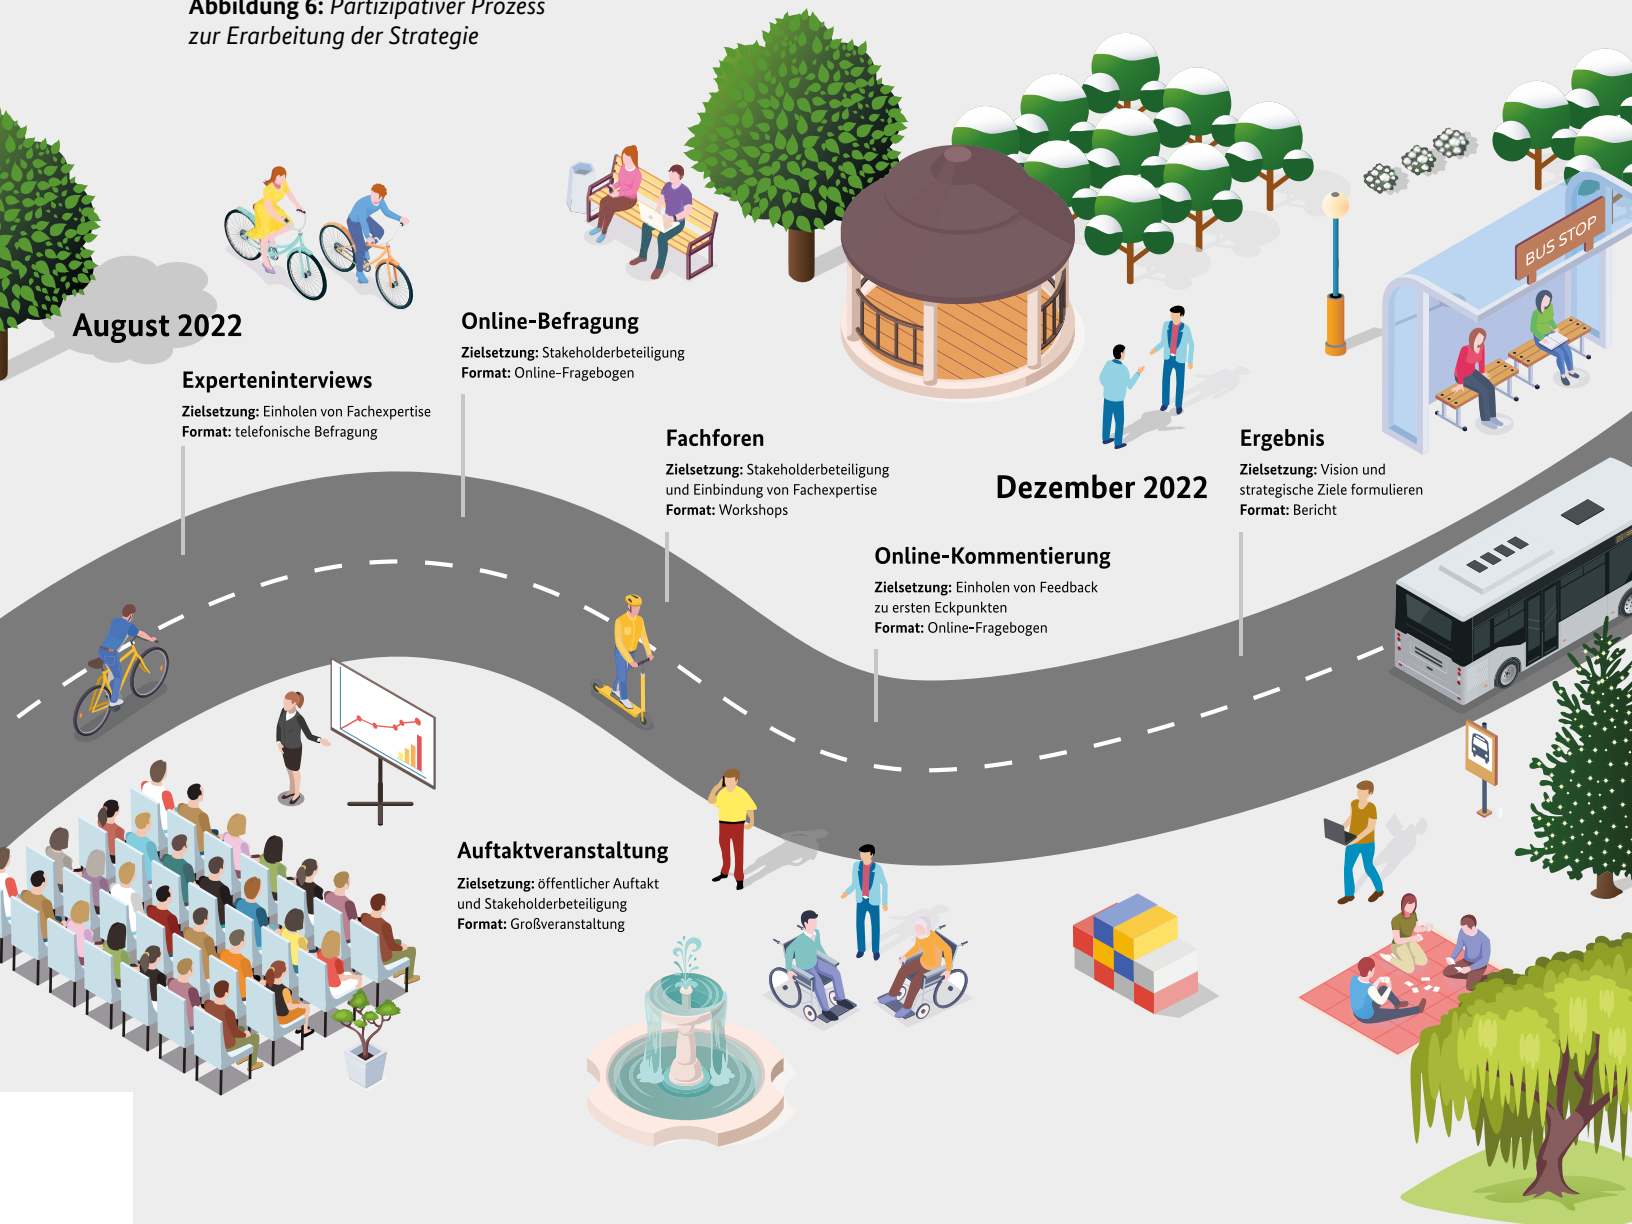 Abbildung 6: Partizipativer Prozess
zur Erarbeitung der Strategie
August 2022
Experteninterviews
Zielsetzung: Einholen von Fachexpertise
Format: telefonische Befragung
Online-Befragung
Zielsetzung: Stakeholderbeteiligung
Format: Online-Fragebogen
Fachforen
Zielsetzung: Stakeholderbeteiligung
und Einbindung von Fachexpertise
Format: Workshops
Dezember 2022
Online-Kommentierung
Zielsetzung: Einholen von Feedback
zu ersten Eckpunkten
Format: Online-Fragebogen
Ergebnis
Zielsetzung: Vision und
strategische Ziele formulieren
Format: Bericht
BUS STOP
Auftaktveranstaltung
Zielsetzung: öffentlicher Auftakt
und Stakeholderbeteiligung
Format: Großveranstaltung